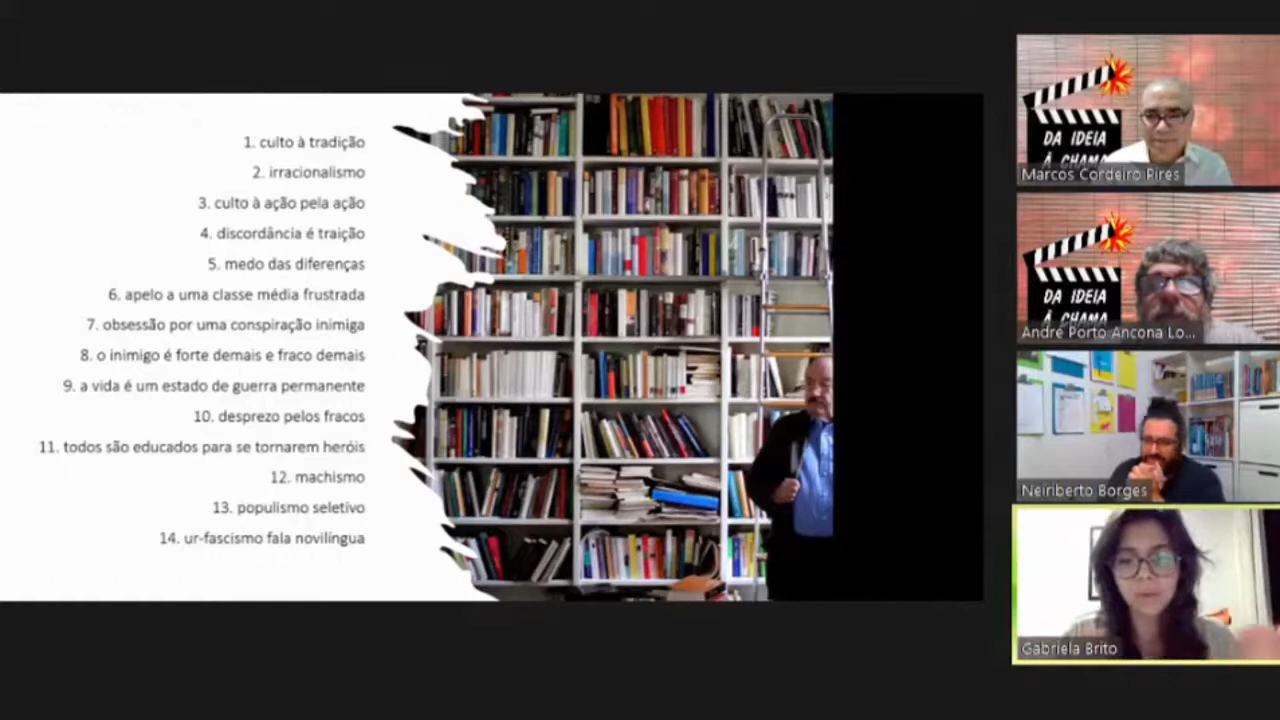 1. culto à tradição
2. irracionalismo
3. culto à ação pela ação
4. discordância é traição
5. medo das diferenças
6. apelo a uma classe média frustrada
7. obsessão por uma conspiração inimiga
8. o inimigo é forte demais e fraco demais
9. a vida é um estado de guerra permanente
10. desprezo pelos fracos
11. todos são educados para se tornarem heróis
12. machismo
13. populismo seletivo
14. ur-fascismo fala novilíngua
DA IDEIA
À CHAMA
Marcos Cordeiro Pires
DA IDEIA
À CHAMA
André Porto Ancona Lo...
Neiriberto Borges
Gabriela Brito